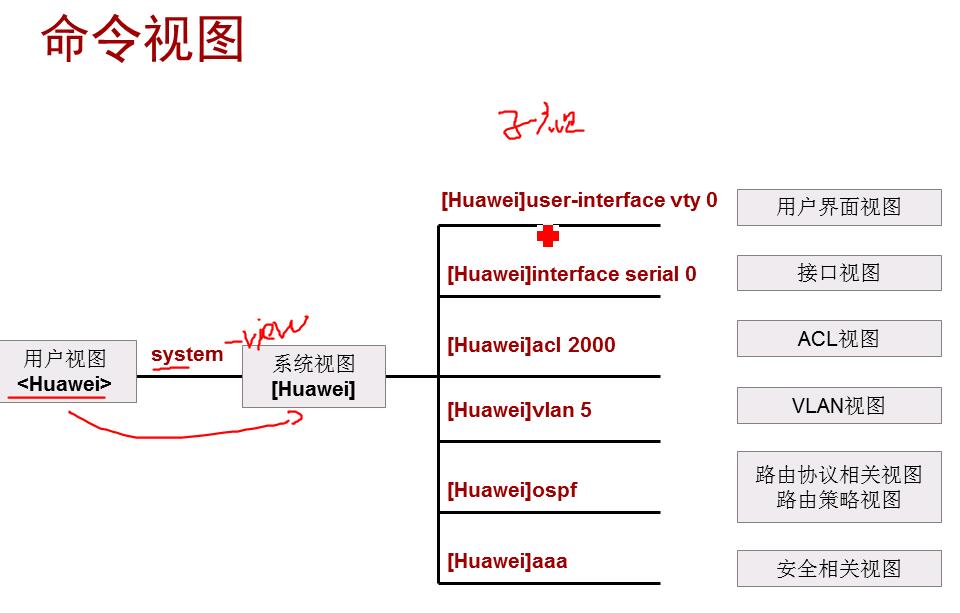 命令视图
子视
[Huawei]user-interface vty 0
用户界面视图
[Huawei]interface serial 0
接口视图
[Huawei]acl 2000
ACL视图
用户视图
<Huawei>
system
-view
系统视图
[Huawei]
[Huawei]vlan 5
VLAN视图
[Huawei]ospf
路由协议相关视图
路由策略视图
[Huawei]aaa
安全相关视图